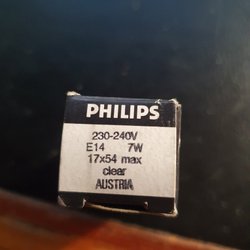 PHILIPS
230-240V
E14 7W
17x54 max
clear
AUSTRIA